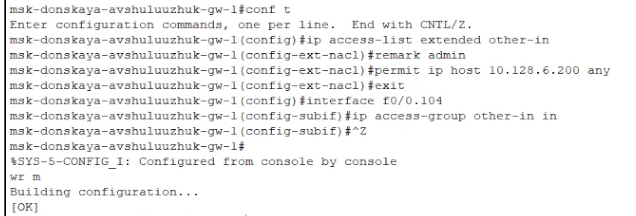 msk-donskaya-avshuluuzhuk-gw-1#conf t
Enter configuration commands, one per line.  End with CNTL/Z.
msk-donskaya-avshuluuzhuk-gw-1(config)#ip access-list extended other-in
msk-donskaya-avshuluuzhuk-gw-1(config-ext-nacl)#remark admin
msk-donskaya-avshuluuzhuk-gw-1(config-ext-nacl)#permit ip host 10.128.6.200 any
msk-donskaya-avshuluuzhuk-gw-1(config-ext-nacl)#exit
msk-donskaya-avshuluuzhuk-gw-1(config)#interface f0/0.104
msk-donskaya-avshuluuzhuk-gw-1(config-subif)#ip access-group other-in in
msk-donskaya-avshuluuzhuk-gw-1(config-subif)#^Z
msk-donskaya-avshuluuzhuk-gw-1#
%SYS-5-CONFIG_I: Configured from console by console
wr m
Building configuration...
[OK]